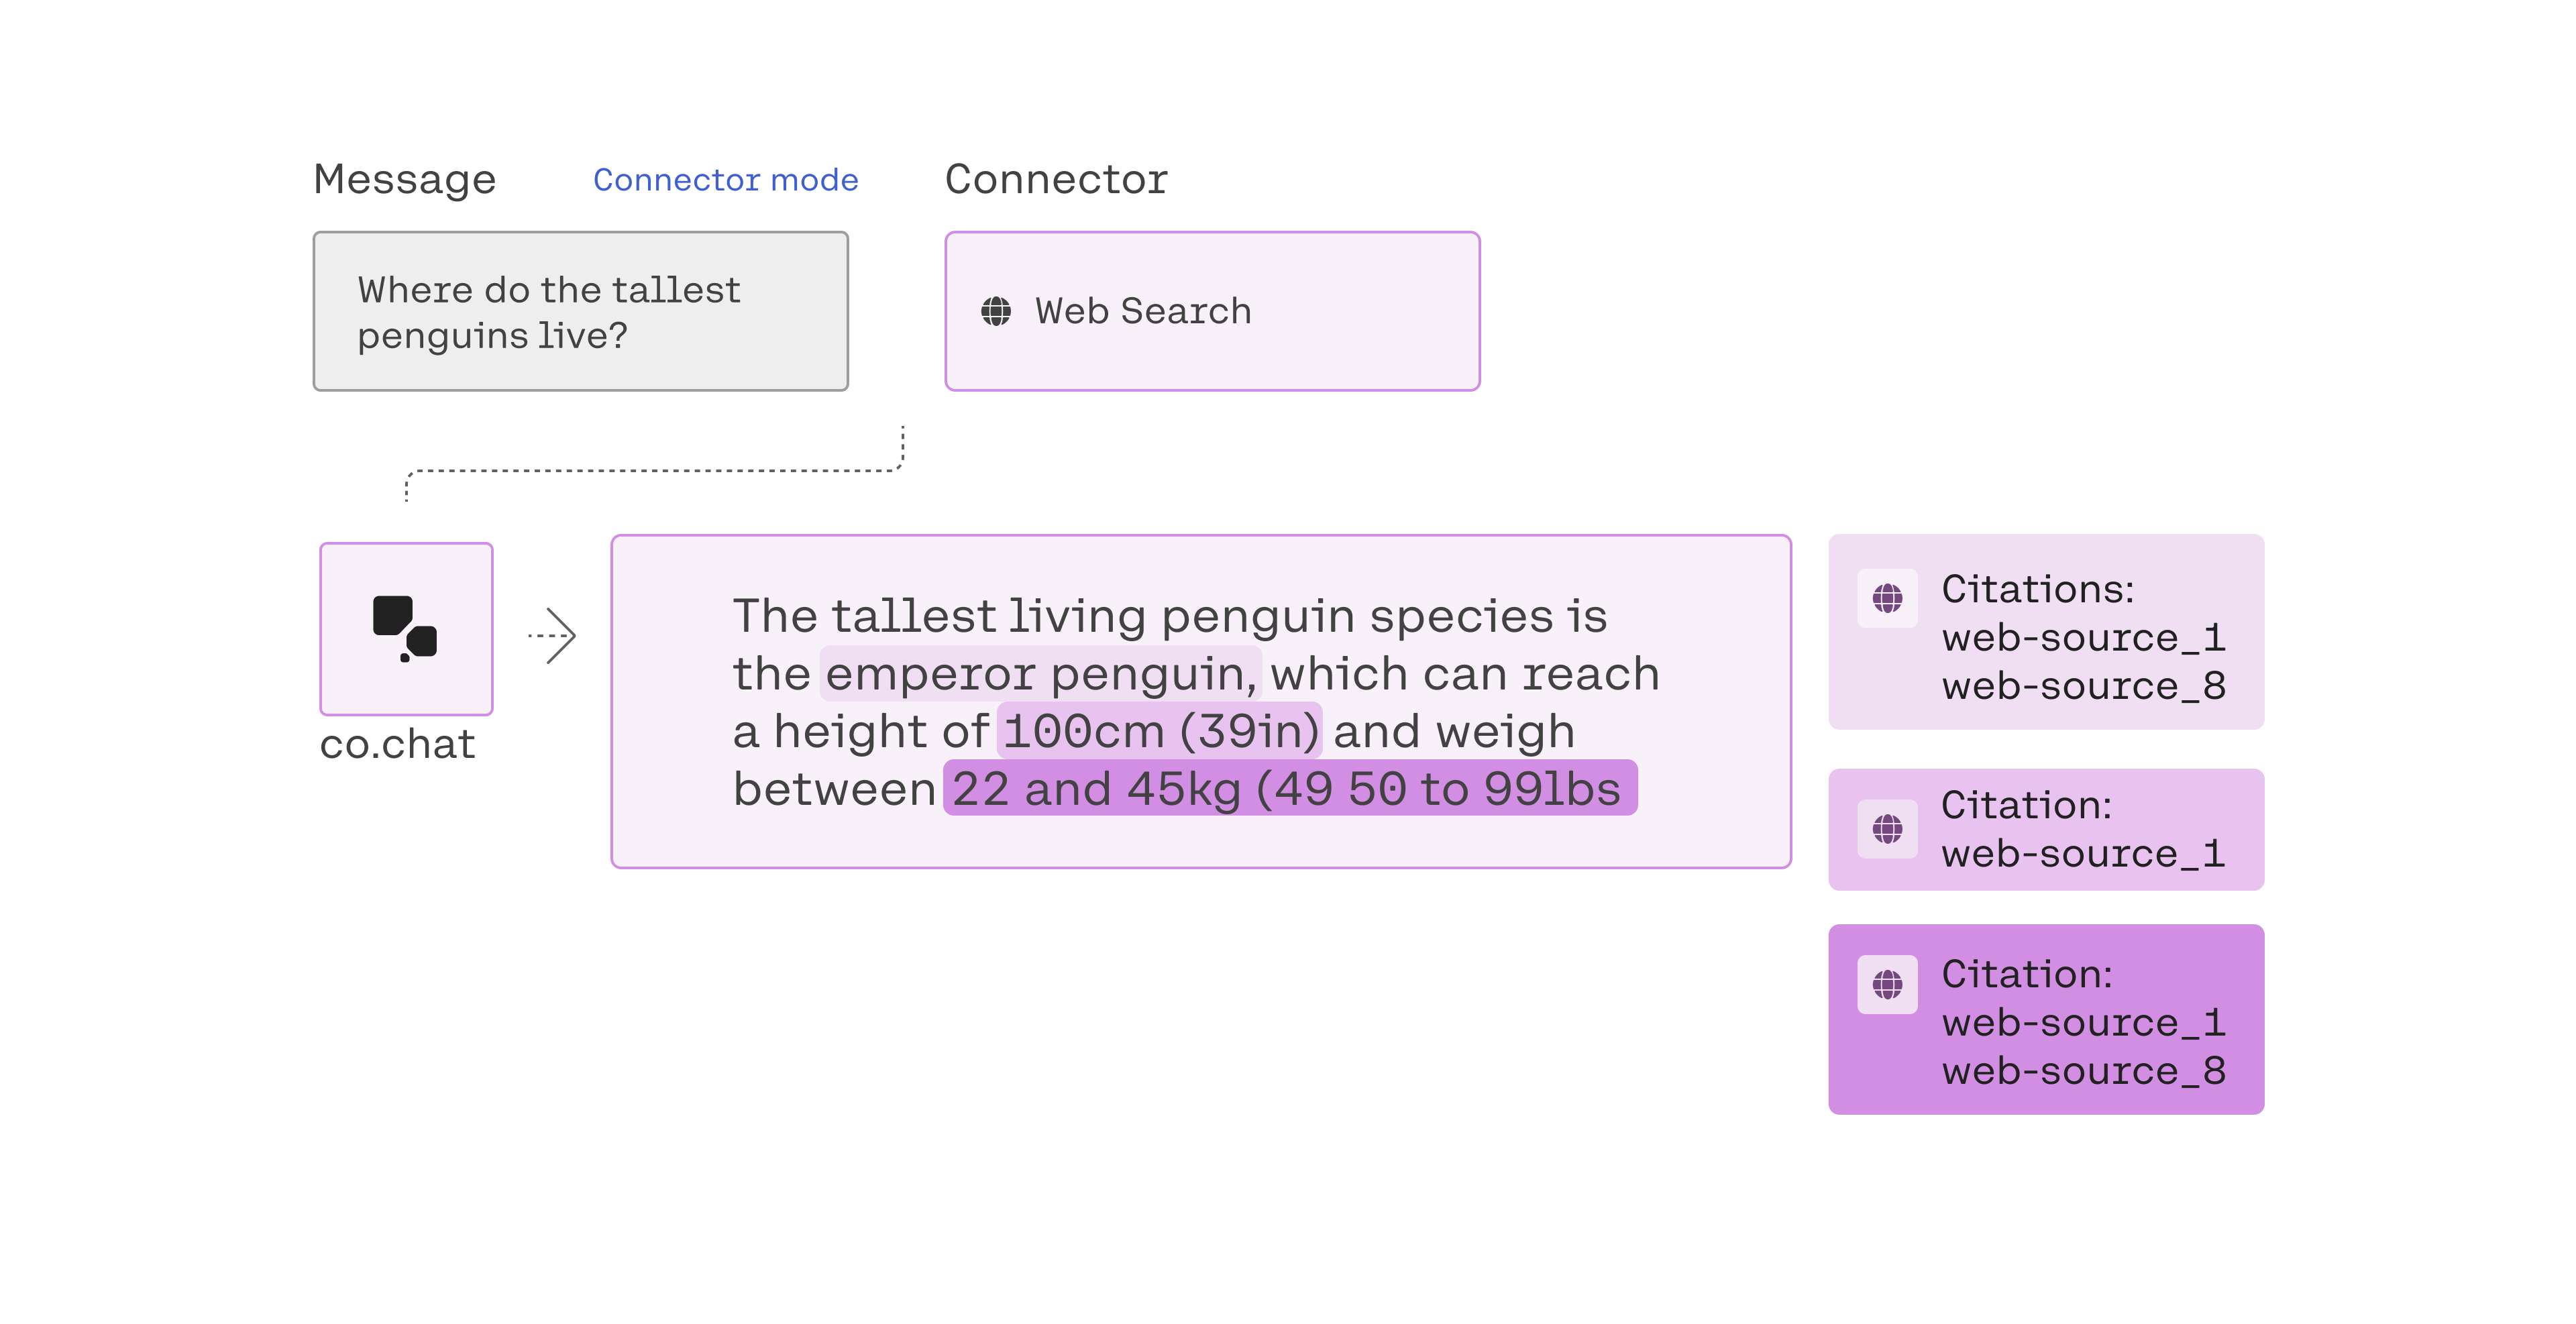 Message
Connector mode
Connector
Where do the tallest
penguins live?
Web Search
co.chat
The tallest living penguin species is
the emperor penguin, which can reach
a height of 100cm (39in) and weigh
between 22 and 45kg (49 50 to 99lbs
Citations:
web-source_1
web-source_8
Citation:
web-source_1
Citation:
web-source_1
web-source_8